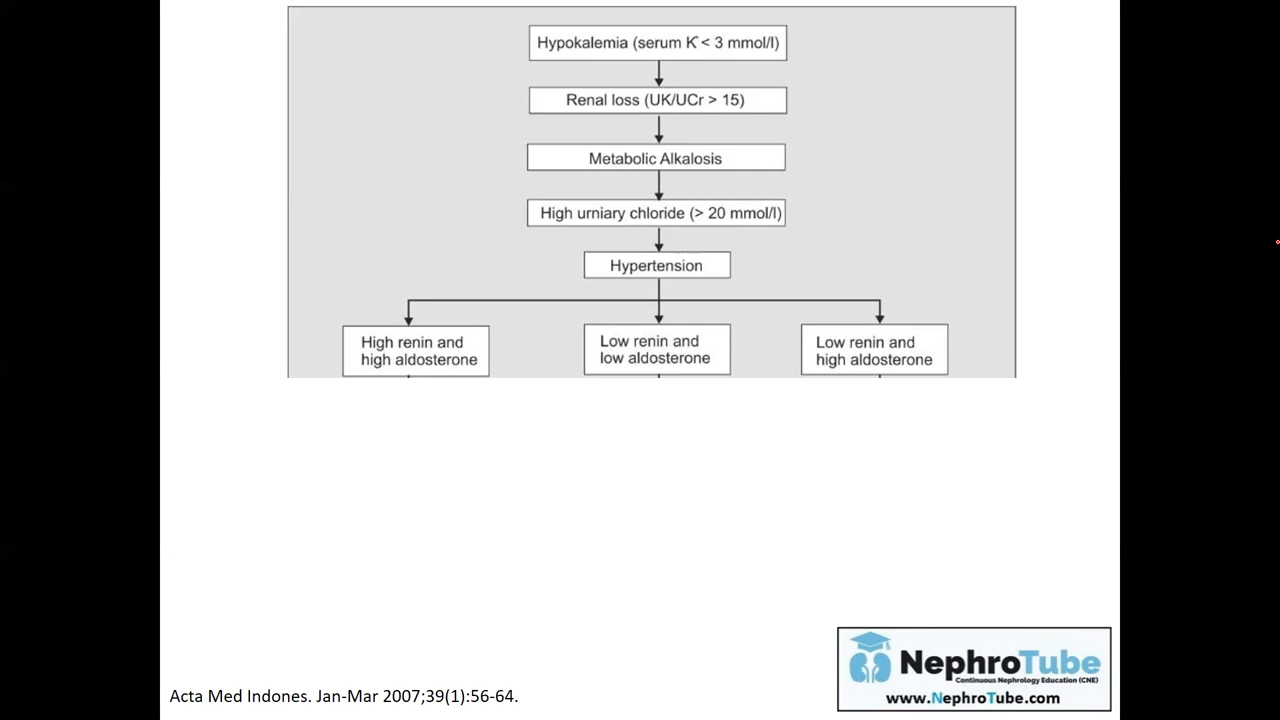 Hypokalemia (serum K⁻ < 3 mmol/l)
Renal loss (UK/UCr > 15)
Metabolic Alkalosis
High urniary chloride (> 20 mmol/l)
Hypertension
High renin and
high aldosterone
Low renin and
low aldosterone
Low renin and
high aldosterone
NephroTube
Continuous Nephrology Education (CNE)
www.NephroTube.com
Acta Med Indones. Jan-Mar 2007;39(1):56-64.